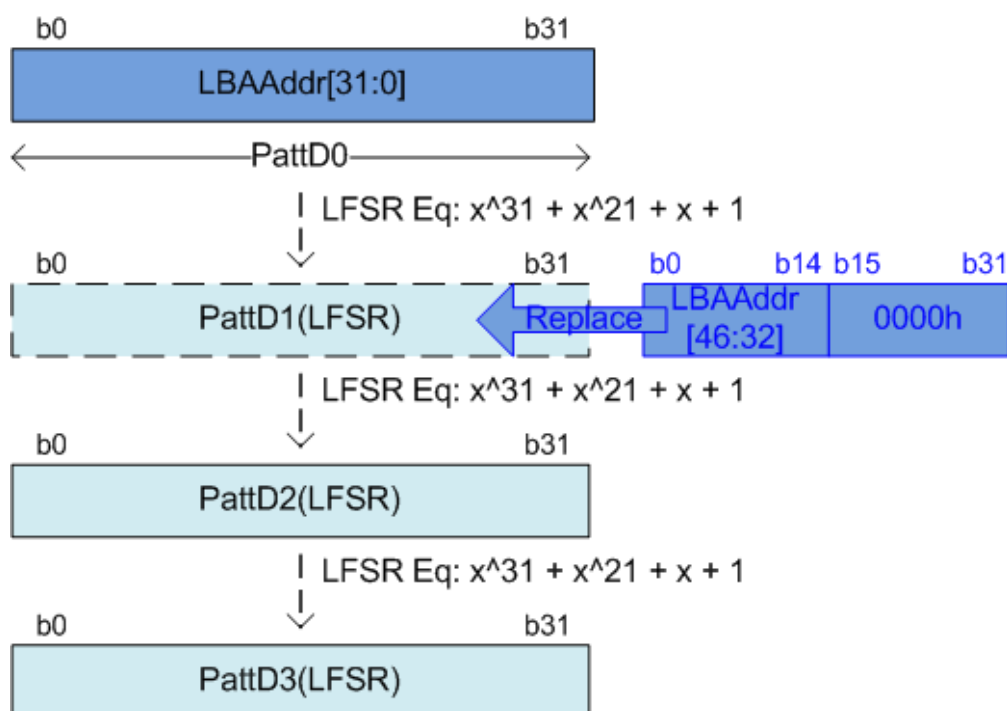 b0 b31
LBAAddr[31:0]
PattD0
LFSR Eq: x^31 + x^21 + x + 1
b0 b31 b0 b14 b15 b31
PattD1(LFSR) Replace LBAAddr 0000h
[46:32]
LFSR Eq: x^31 + x^21 + x + 1
b0 b31
PattD2(LFSR)
LFSR Eq: x^31 + x^21 + x + 1
b0 b31
PattD3(LFSR)